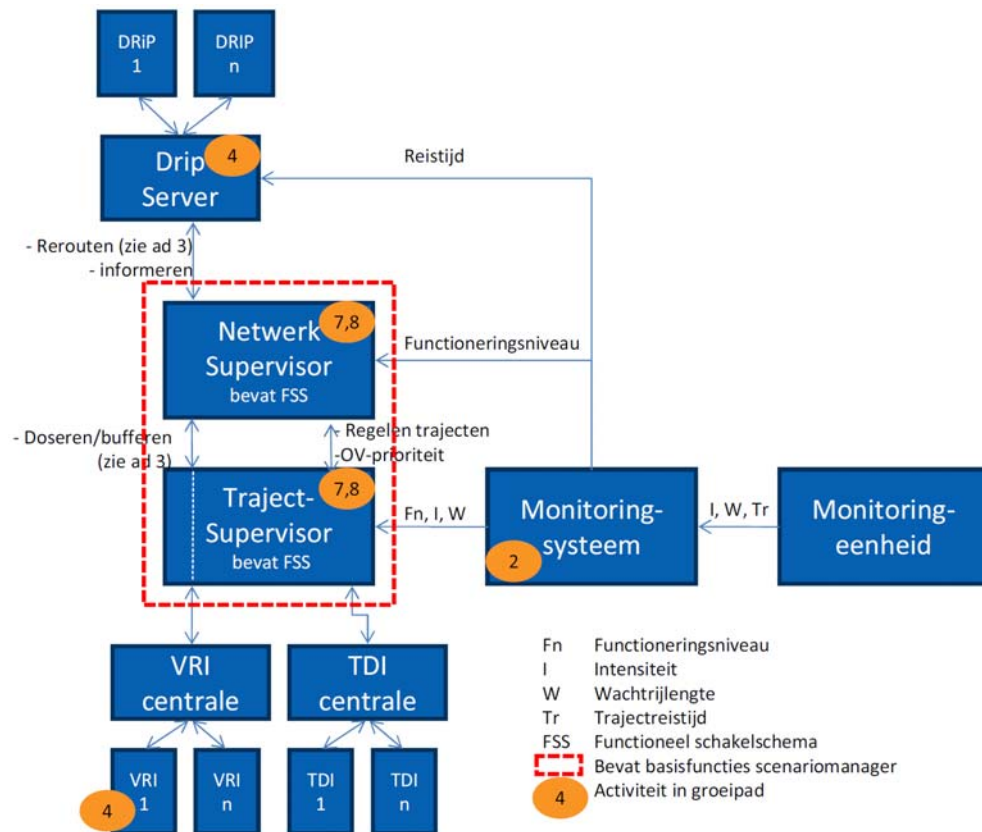 DRiP
1
DRIP
n
Drip
Server
4
Reistijd
- Rerouten (zie ad 3)
- informeren
Netwerk
Supervisor
bevat FSS
7,8
Functioneringsniveau
- Doseren/bufferen
(zie ad 3)
- Regelen trajecten
-OV-prioriteit
Traject-
Supervisor
bevat FSS
7,8
Fn, I, W
Monitoring-
systeem
2
I, W, Tr
Monitoring-
eenheid
VRI
centrale
TDI
centrale
VRI
1
4
VRI
n
TDI
1
TDI
n
Fn Functioneringsniveau
I Intensiteit
W Wachtrijlengte
Tr Trajectreistijd
FSS Functioneel schakelschema
Bevat basisfuncties scenariomanager
4 Activiteit in groeipad